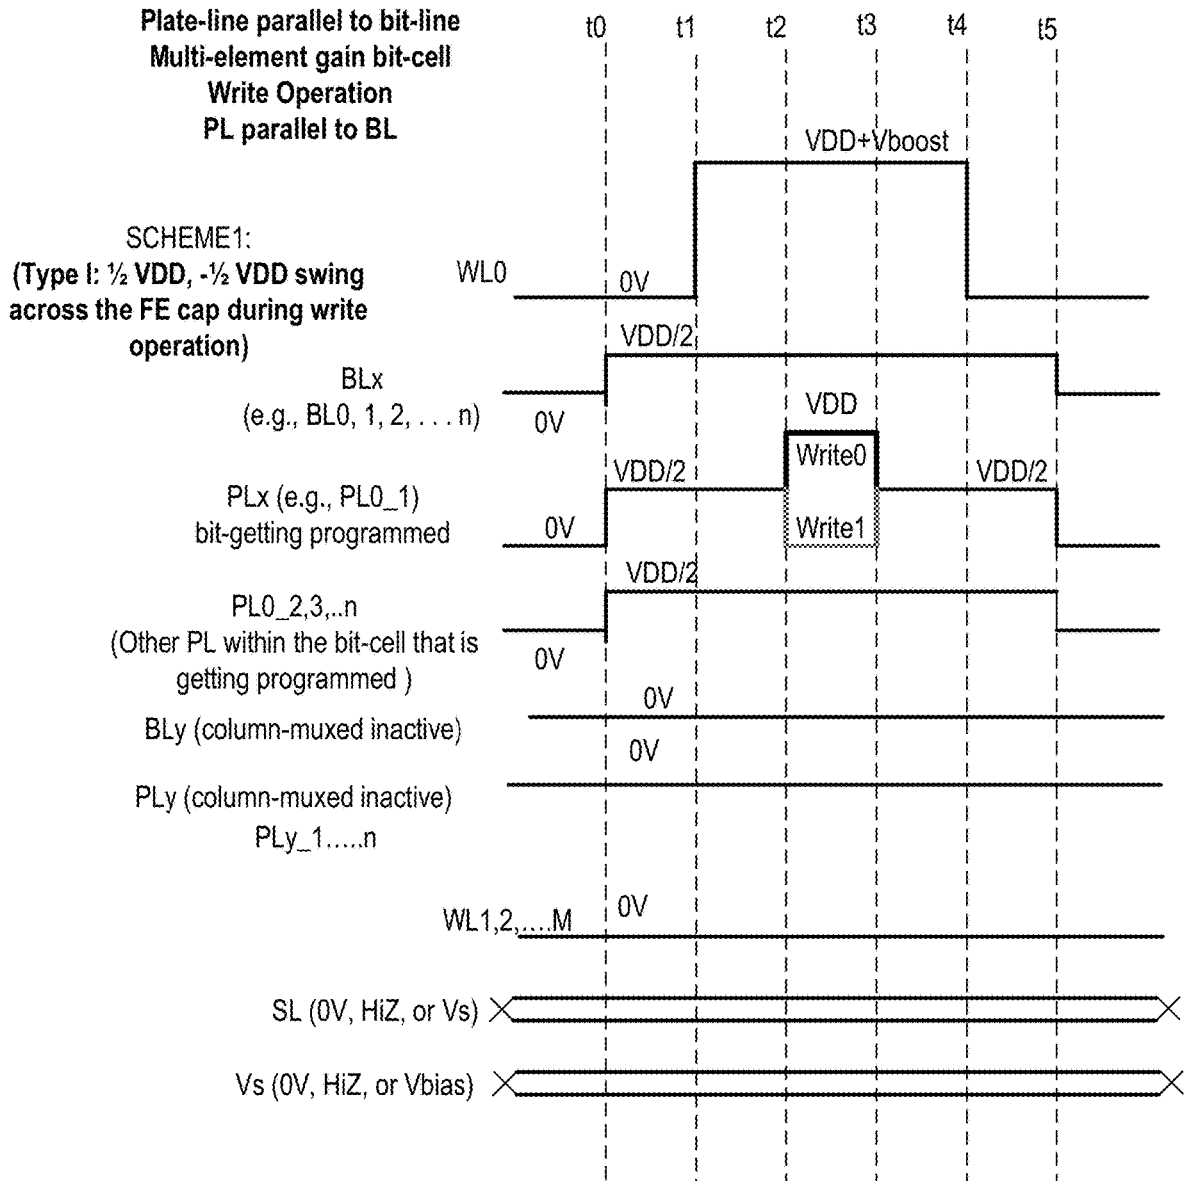 Plate-line parallel to bit-line
Multi-element gain bit-cell
Write Operation
PL parallel to BL
t0 t1 t2 t3 t4 t5
VDD+Vboost
SCHEME1:
(Type I: ½ VDD, -½ VDD swing
across the FE cap during write
operation)
WL0
0V
VDD/2
BLx
(e.g., BL0, 1, 2, . . . n)
0V
VDD
Write0
VDD/2
VDD/2
PLx (e.g., PL0_1)
bit-getting programmed
0V
Write1
VDD/2
PL0_2,3,..n
(Other PL within the bit-cell that is
getting programmed )
0V
0V
BLy (column-muxed inactive)
0V
PLy (column-muxed inactive)
PLy_1.....n
0V
WL1,2,....M
SL (0V, HiZ, or Vs)
Vs (0V, HiZ, or Vbias)